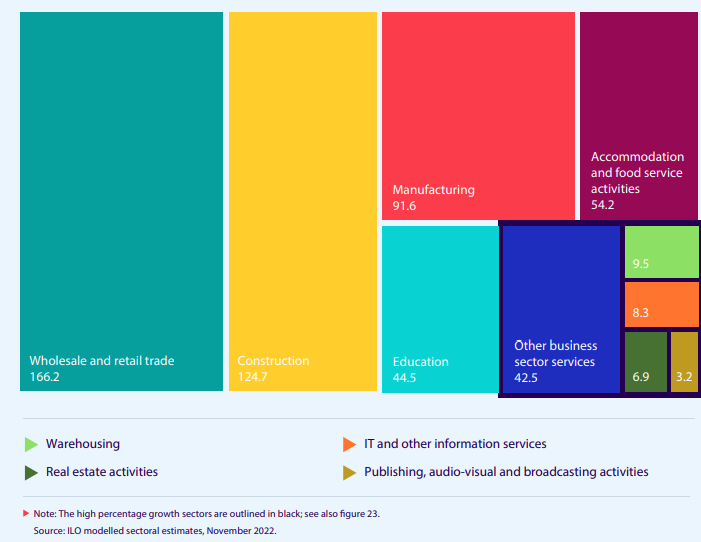 Manufacturing
91.6
Accommodation
and food service
activities
54.2
Wholesale and retail trade
166.2
Construction
124.7
Education
44.5
Other business
sector services
42.5
9.5
8.3
6.9
3.2
Warehousing
IT and other information services
Real estate activities
Publishing, audio-visual and broadcasting activities
Note: The high percentage growth sectors are outlined in black; see also figure 23.
Source: ILO modelled sectoral estimates, November 2022.